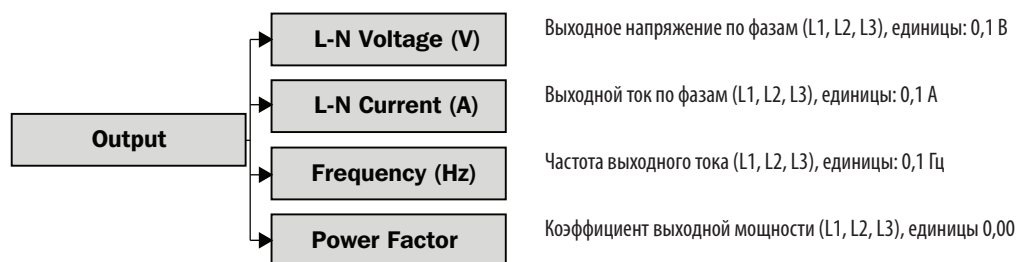 L-N Voltage (V)
Выходное напряжение по фазам (L1, L2, L3), единицы: 0,1 В
L-N Current (A)
Выходной ток по фазам (L1, L2, L3), единицы: 0,1 А
Output
Frequency (Hz)
Частота выходного тока (L1, L2, L3), единицы: 0,1 Гц
Power Factor
Коэффициент выходной мощности (L1, L2, L3), единицы 0,00